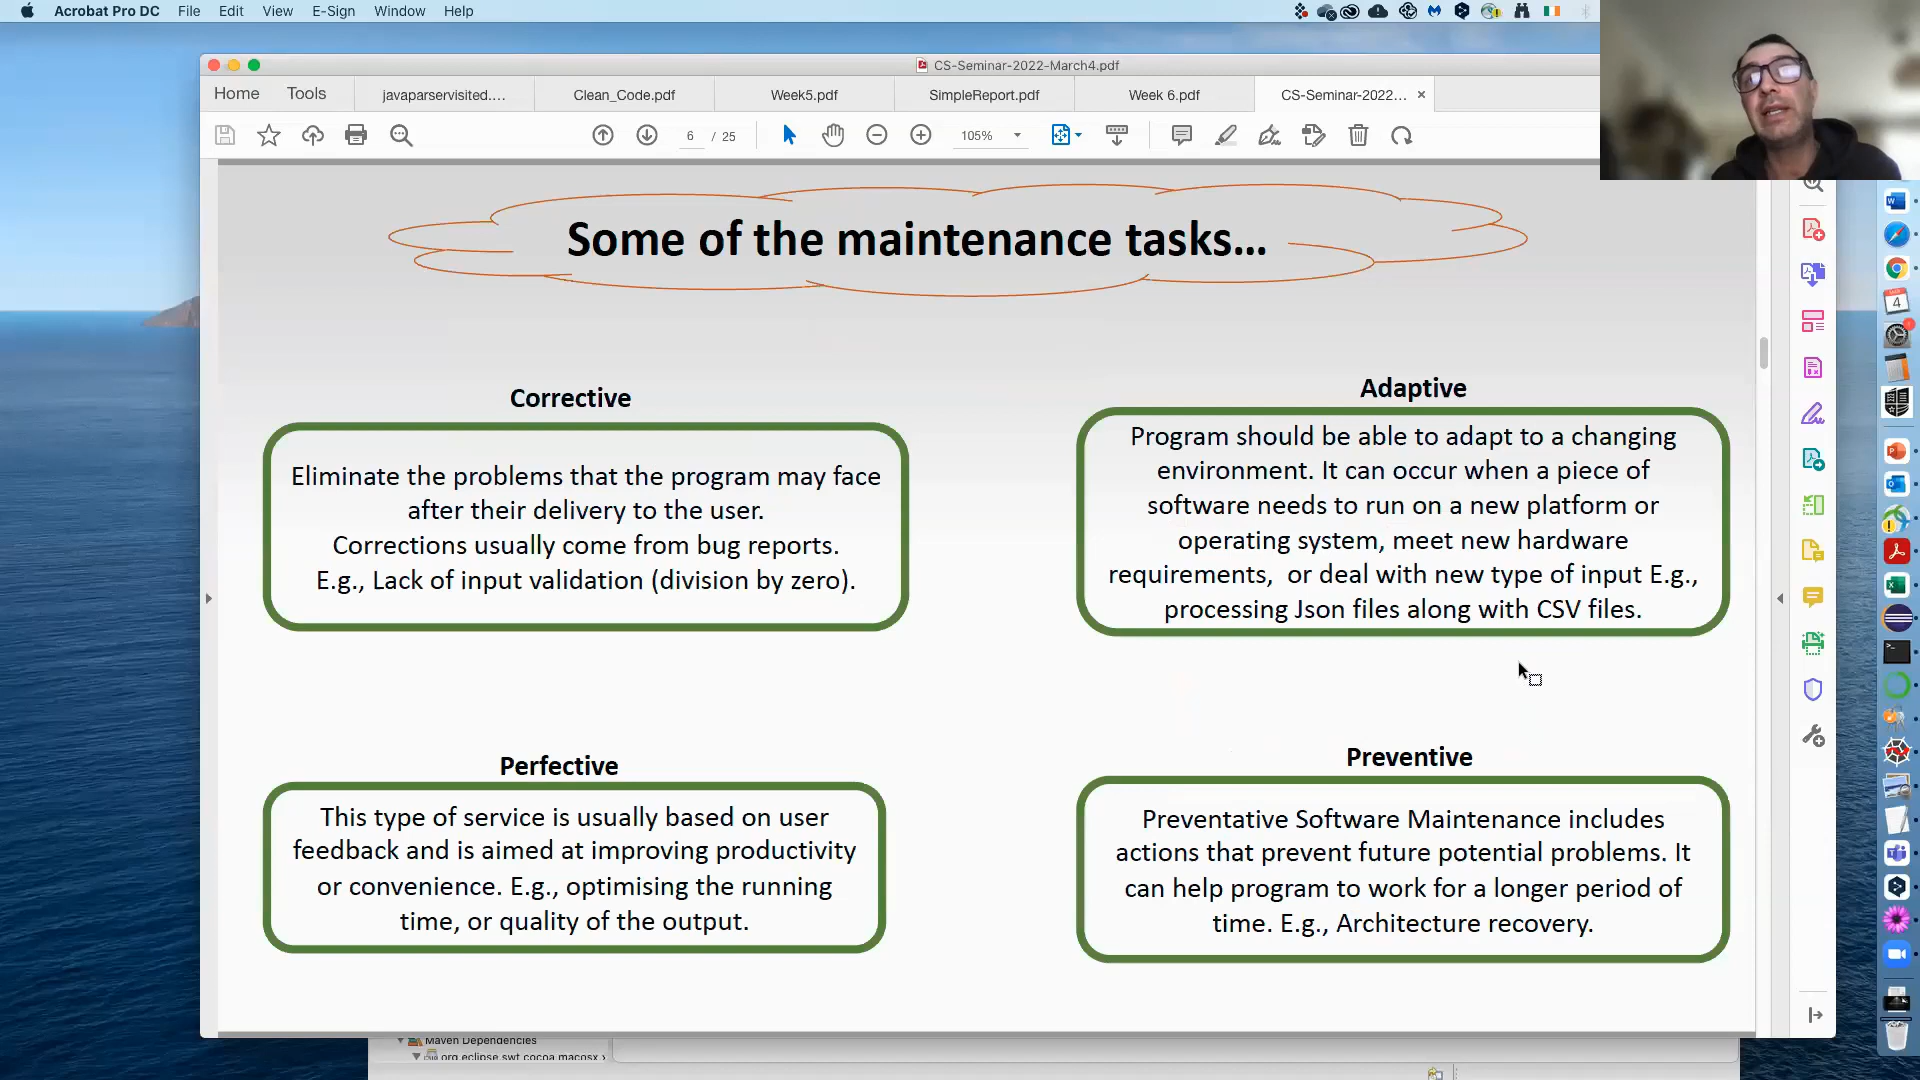 Acrobat Pro DC File Edit View E-Sign Window Help
CS-Seminar-2022-March4.pdf
Home Tools javaparservisited.... Clean_Code.pdf Week5.pdf SimpleReport.pdf Week 6.pdf CS-Seminar-2022... ×
6 / 25 105%
Some of the maintenance tasks...
Corrective
Eliminate the problems that the program may face
after their delivery to the user.
Corrections usually come from bug reports.
E.g., Lack of input validation (division by zero).
Adaptive
Program should be able to adapt to a changing
environment. It can occur when a piece of
software needs to run on a new platform or
operating system, meet new hardware
requirements, or deal with new type of input E.g.,
processing Json files along with CSV files.
Perfective
This type of service is usually based on user
feedback and is aimed at improving productivity
or convenience. E.g., optimising the running
time, or quality of the output.
Preventive
Preventative Software Maintenance includes
actions that prevent future potential problems. It
can help program to work for a longer period of
time. E.g., Architecture recovery.
4
Maven Dependencies
org.eclipse.swt.cocoa.macosx